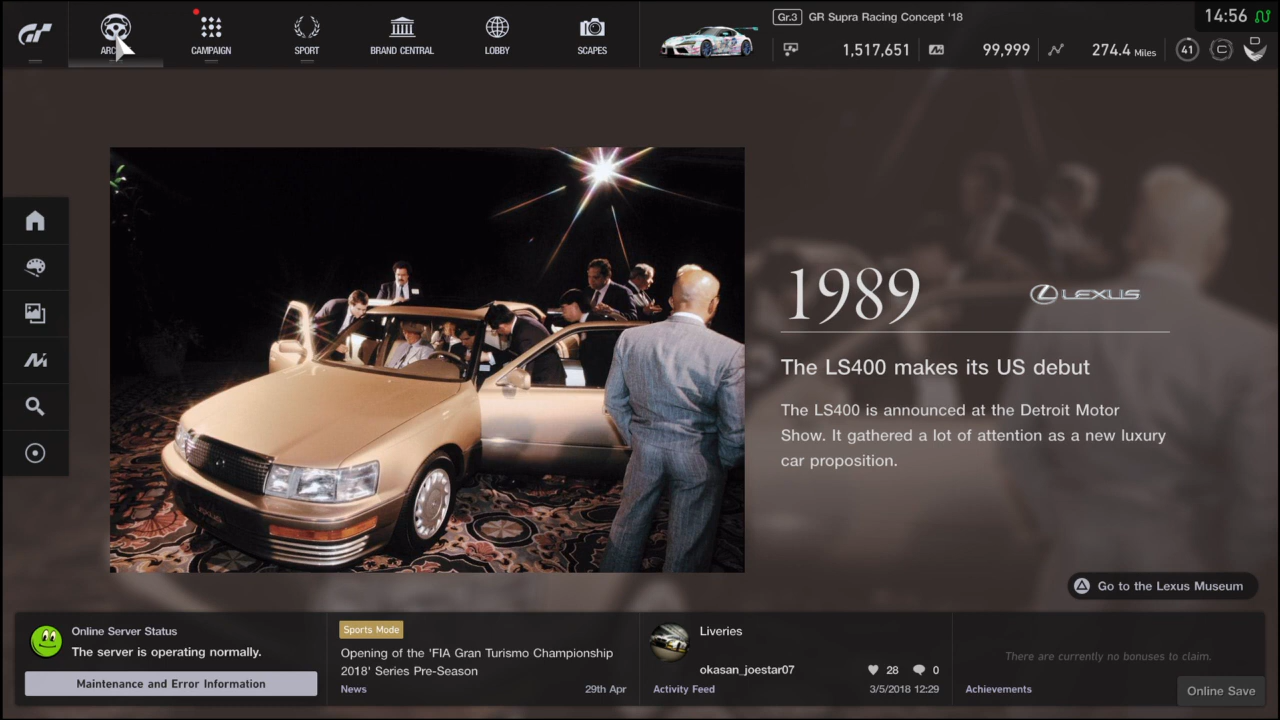 ARC
CAMPAIGN
SPORT
BRAND CENTRAL
LOBBY
SCAPES
Gr.3 GR Supra Racing Concept '18
1,517,651
99,999
274.4 Miles
41
C
D
14:56
1989
LEXUS
The LS400 makes its US debut
The LS400 is announced at the Detroit Motor
Show. It gathered a lot of attention as a new luxury
car proposition.
Go to the Lexus Museum
Online Server Status
The server is operating normally.
Maintenance and Error Information
Sports Mode
Opening of the 'FIA Gran Turismo Championship
2018' Series Pre-Season
News 29th Apr
Liveries
okasan_joestar07 28 0
Activity Feed 3/5/2018 12:29
There are currently no bonuses to claim.
Achievements
Online Save